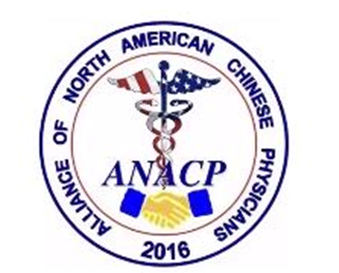 ALLIANCE OF NORTH AMERICAN CHINESE PHYSICIANS
ANACP
2016